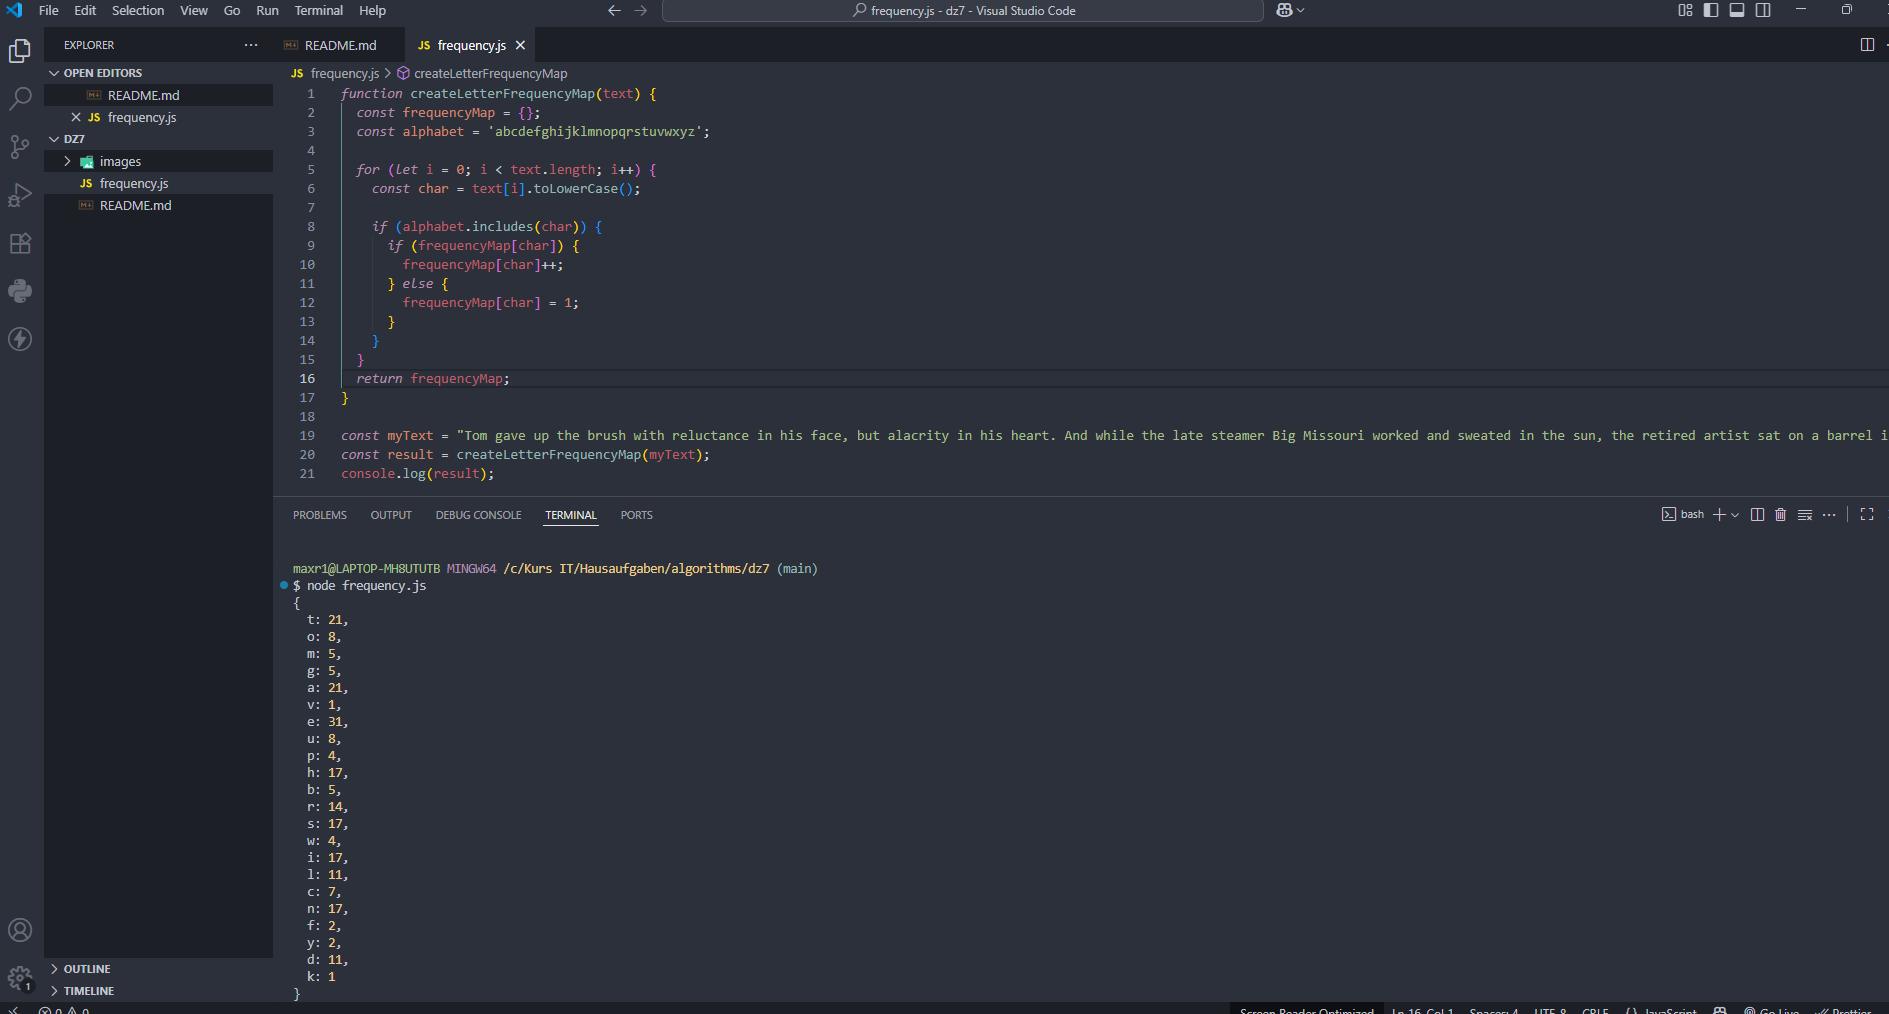 File Edit Selection View Go Run Terminal Help
frequency.js - dz7 - Visual Studio Code
EXPLORER
OPEN EDITORS
README.md
JS frequency.js
DZ7
images
JS frequency.js
README.md
OUTLINE
TIMELINE
1
README.md
JS frequency.js
JS frequency.js > createLetterFrequencyMap
1 function createLetterFrequencyMap(text) {
2 const frequencyMap = {};
3 const alphabet = 'abcdefghijklmnopqrstuvwxyz';
4
5 for (let i = 0; i < text.length; i++) {
6 const char = text[i].toLowerCase();
7
8 if (alphabet.includes(char)) {
9 if (frequencyMap[char]) {
10 frequencyMap[char]++;
11 } else {
12 frequencyMap[char] = 1;
13 }
14 }
15 }
16 return frequencyMap;
17 }
18
19 const myText = "Tom gave up the brush with reluctance in his face, but alacrity in his heart. And while the late steamer Big Missouri worked and sweated in the sun, the retired artist sat on a barrel i
20 const result = createLetterFrequencyMap(myText);
21 console.log(result);
PROBLEMS OUTPUT DEBUG CONSOLE TERMINAL PORTS
bash
maxr1@LAPTOP-MH8UTUTB MINGW64 /c/Kurs IT/Hausaufgaben/algorithms/dz7 (main)
$ node frequency.js
{
t: 21,
o: 8,
m: 5,
g: 5,
a: 21,
v: 1,
e: 31,
u: 8,
p: 4,
h: 17,
b: 5,
r: 14,
s: 17,
w: 4,
i: 17,
l: 11,
c: 7,
n: 17,
f: 2,
y: 2,
d: 11,
k: 1
}
0 0 Screen Reader Optimized Ln 16, Col 1 Spaces: 4 UTF-8 CRLF {} JavaScript Go Live Prettier